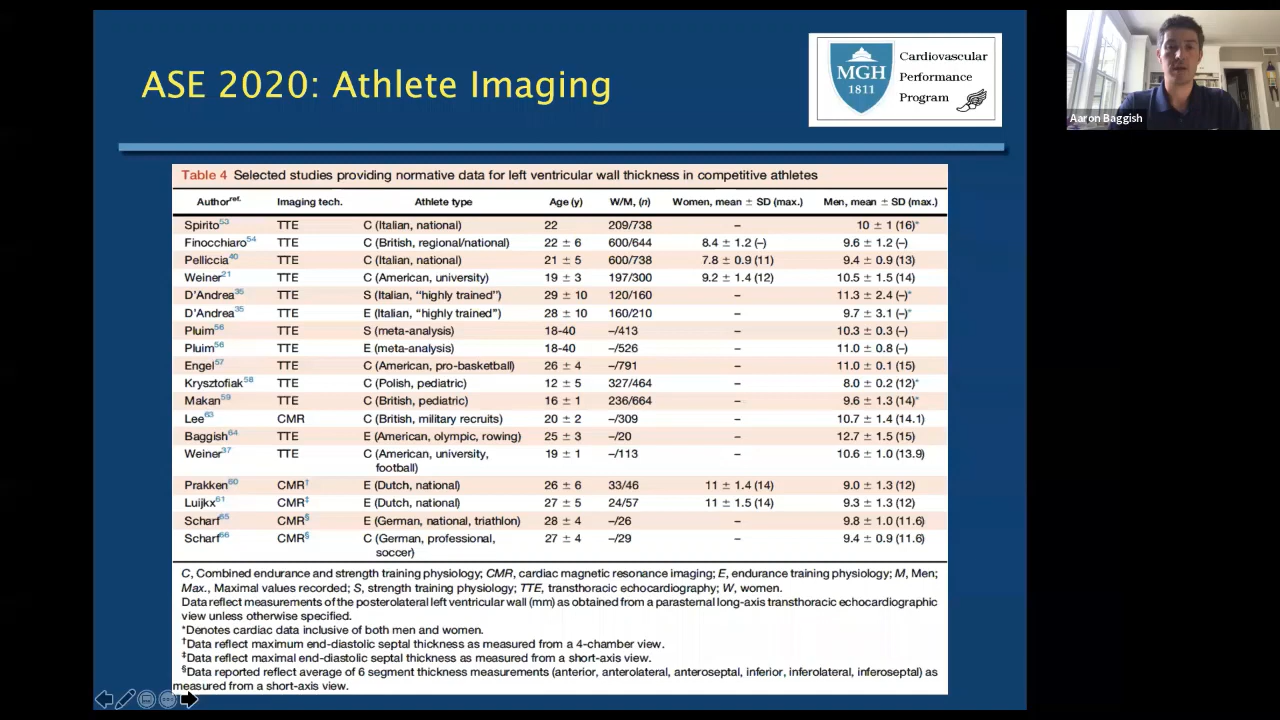 ASE 2020: Athlete Imaging
MGH
1811
Cardiovascular
Performance
Program
Aaron Baggish
Table 4 Selected studies providing normative data for left ventricular wall thickness in competitive athletes
Author ref. Imaging tech. Athlete type Age (y) W/M, (n) Women, mean ± SD (max.) Men, mean ± SD (max.)
Spirito53 TTE C (Italian, national) 22 209/738 – 10 ± 1 (16)*
Finocchiaro54 TTE C (British, regional/national) 22 ± 6 600/644 8.4 ± 1.2 (–) 9.6 ± 1.2 (–)
Pelliccia40 TTE C (Italian, national) 21 ± 5 600/738 7.8 ± 0.9 (11) 9.4 ± 0.9 (13)
Weiner21 TTE C (American, university) 19 ± 3 197/300 9.2 ± 1.4 (12) 10.5 ± 1.5 (14)
D'Andrea35 TTE S (Italian, "highly trained") 29 ± 10 120/160 – 11.3 ± 2.4 (–)*
D'Andrea35 TTE E (Italian, "highly trained") 28 ± 10 160/210 – 9.7 ± 3.1 (–)*
Pluim56 TTE S (meta-analysis) 18-40 –/413 – 10.3 ± 0.3 (–)
Pluim56 TTE E (meta-analysis) 18-40 –/526 – 11.0 ± 0.8 (–)
Engel57 TTE C (American, pro-basketball) 26 ± 4 –/791 – 11.0 ± 0.1 (15)
Krysztofiak58 TTE C (Polish, pediatric) 12 ± 5 327/464 – 8.0 ± 0.2 (12)*
Makan59 TTE C (British, pediatric) 16 ± 1 236/664 – 9.6 ± 1.3 (14)*
Lee63 CMR C (British, military recruits) 20 ± 2 –/309 – 10.7 ± 1.4 (14.1)
Baggish64 TTE E (American, olympic, rowing) 25 ± 3 –/20 – 12.7 ± 1.5 (15)
Weiner37 TTE C (American, university, 19 ± 1 –/113 – 10.6 ± 1.0 (13.9)
football)
Prakken60 CMR† E (Dutch, national) 26 ± 6 33/46 11 ± 1.4 (14) 9.0 ± 1.3 (12)
Luijkx61 CMR‡ E (Dutch, national) 27 ± 5 24/57 11 ± 1.5 (14) 9.3 ± 1.3 (12)
Scharf65 CMR§ E (German, national, triathlon) 28 ± 4 –/26 – 9.8 ± 1.0 (11.6)
Scharf66 CMR§ C (German, professional, 27 ± 4 –/29 – 9.4 ± 0.9 (11.6)
soccer)
C, Combined endurance and strength training physiology; CMR, cardiac magnetic resonance imaging; E, endurance training physiology; M, Men;
Max., Maximal values recorded; S, strength training physiology; TTE, transthoracic echocardiography; W, women.
Data reflect measurements of the posterolateral left ventricular wall (mm) as obtained from a parasternal long-axis transthoracic echocardiographic
view unless otherwise specified.
*Denotes cardiac data inclusive of both men and women.
†Data reflect maximum end-diastolic septal thickness as measured from a 4-chamber view.
‡Data reflect maximal end-diastolic septal thickness as measured from a short-axis view.
§Data reported reflect average of 6 segment thickness measurements (anterior, anterolateral, anteroseptal, inferior, inferolateral, inferoseptal) as
measured from a short-axis view.